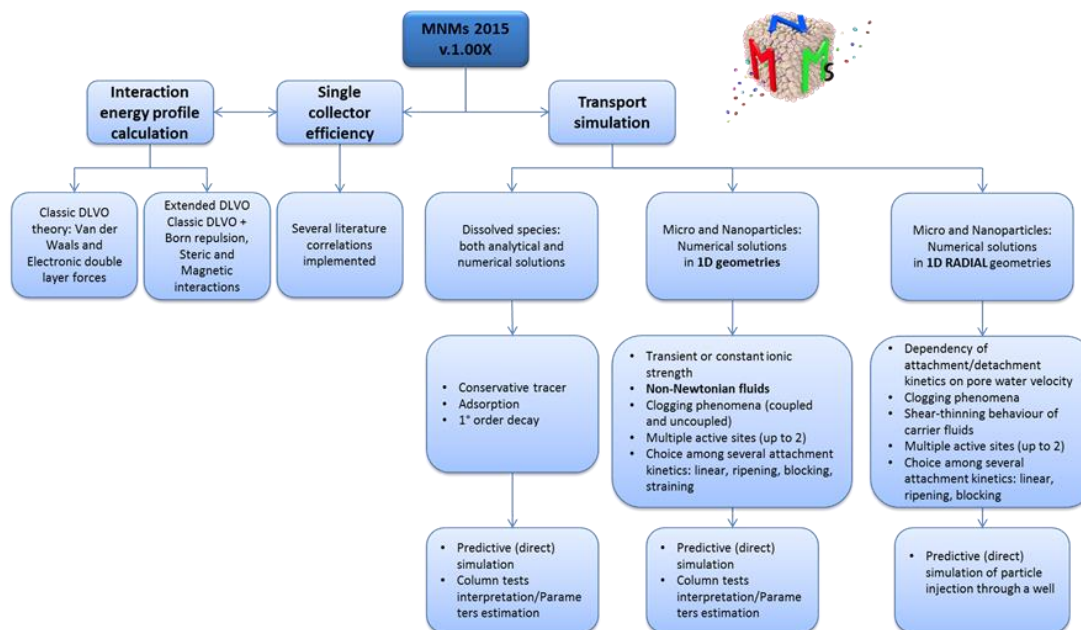 MNMs 2015
v.1.00X
M
N
M
s
Interaction
energy profile
calculation
Single
collector
efficiency
Transport
simulation
Classic DLVO
theory: Van der
Waals and
Electronic double
layer forces
Extended DLVO
Classic DLVO +
Born repulsion,
Steric and
Magnetic
interactions
Several literature
correlations
implemented
Dissolved species:
both analytical and
numerical solutions
Micro and Nanoparticles:
Numerical solutions
in 1D geometries
Micro and Nanoparticles:
Numerical solutions
in 1D RADIAL geometries
• Conservative tracer
• Adsorption
• 1° order decay
• Transient or constant ionic
strength
• Non-Newtonian fluids
• Clogging phenomena (coupled
and uncoupled)
• Multiple active sites (up to 2)
• Choice among several attachment
kinetics: linear, ripening, blocking,
straining
• Dependency of
attachment/detachment
kinetics on pore water velocity
• Clogging phenomena
• Shear-thinning behaviour of
carrier fluids
• Multiple active sites (up to 2)
• Choice among several
attachment kinetics: linear,
ripening, blocking
• Predictive (direct)
simulation
• Column tests
interpretation/Parame
ters estimation
• Predictive (direct)
simulation
• Column tests
interpretation/Parame
ters estimation
• Predictive (direct)
simulation of particle
injection through a well